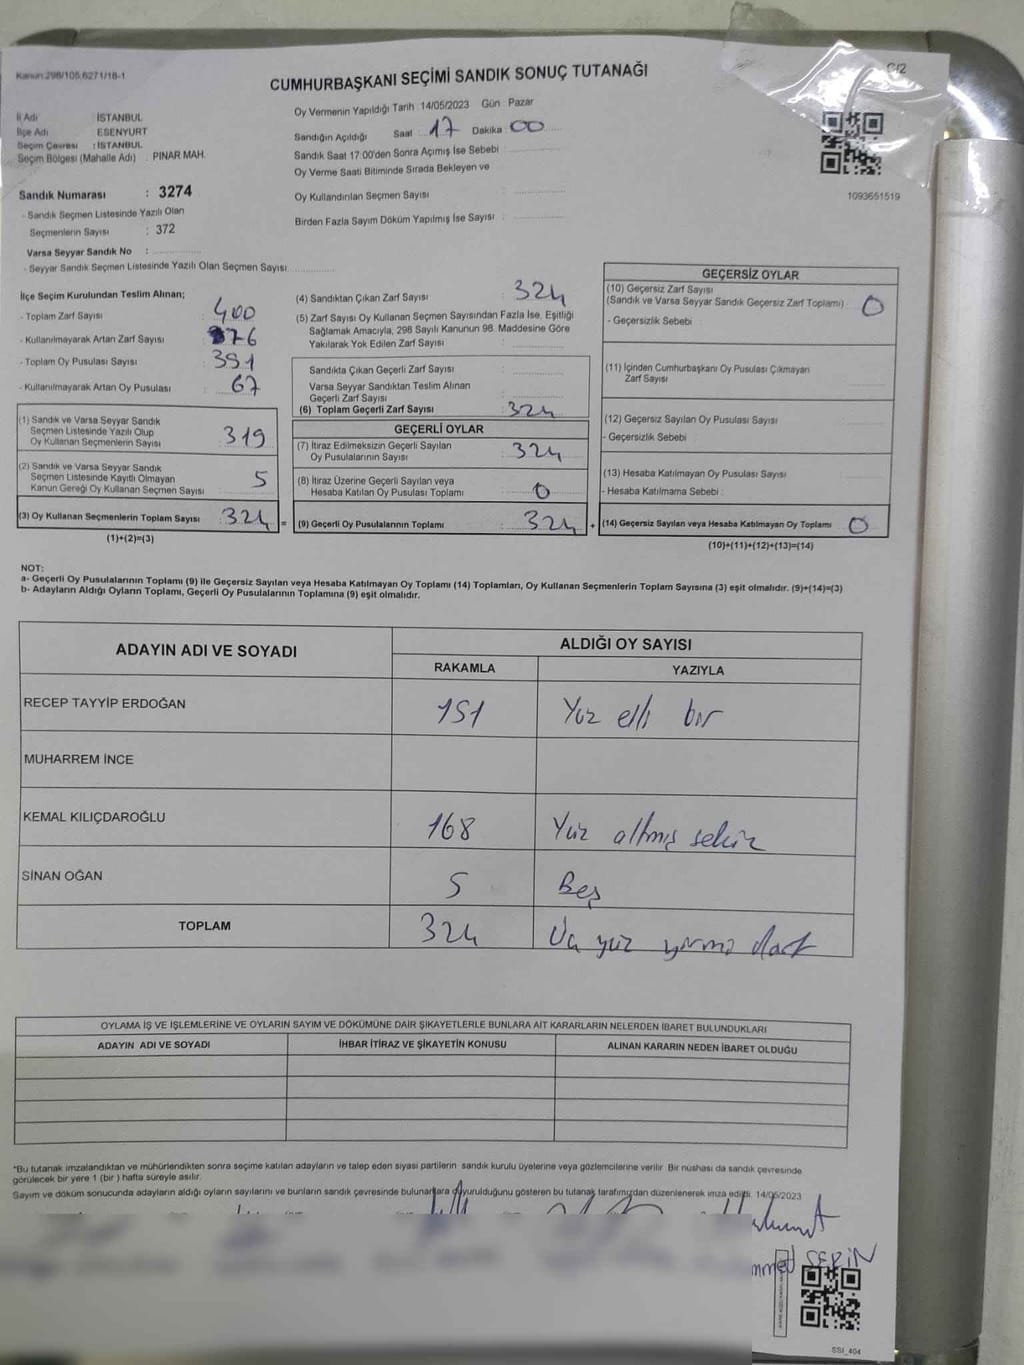 Kanun:298/105,6271/18-1
C/2
CUMHURBAŞKANI SEÇİMİ SANDIK SONUÇ TUTANAĞI
İl Adı : İSTANBUL
İlçe Adı : ESENYURT
Seçim Çevresi : İSTANBUL
Seçim Bölgesi (Mahalle Adı) : PINAR MAH.
Sandık Numarası : 3274
- Sandık Seçmen Listesinde Yazılı Olan
Seçmenlerin Sayısı : 372
Varsa Seyyar Sandık No :
- Seyyar Sandık Seçmen Listesinde Yazılı Olan Seçmen Sayısı
Oy Vermenin Yapıldığı Tarih : 14/05/2023 Gün : Pazar
Sandığın Açıldığı Saat : 17 Dakika : 00
Sandık Saat 17:00'den Sonra Açımış İse Sebebi :
Oy Verme Saati Bitiminde Sırada Bekleyen ve
Oy Kullandırılan Seçmen Sayısı :
Birden Fazla Sayım Döküm Yapılmış İse Sayısı :
1093651519
İlçe Seçim Kurulundan Teslim Alınan;
- Toplam Zarf Sayısı : 400
- Kullanılmayarak Artan Zarf Sayısı : 76
- Toplam Oy Pusulası Sayısı : 391
- Kullanılmayarak Artan Oy Pusulası : 67
(1) Sandık ve Varsa Seyyar Sandık
Seçmen Listesinde Yazılı Olup
Oy Kullanan Seçmenlerin Sayısı : 319
(2) Sandık ve Varsa Seyyar Sandık
Seçmen Listesinde Kayıtlı Olmayan
Kanun Gereği Oy Kullanan Seçmen Sayısı : 5
(3) Oy Kullanan Seçmenlerin Toplam Sayısı : 324 =
(1)+(2)=(3)
(4) Sandıktan Çıkan Zarf Sayısı : 324
(5) Zarf Sayısı Oy Kullanan Seçmen Sayısından Fazla İse, Eşitliği
Sağlamak Amacıyla, 298 Sayılı Kanunun 98. Maddesine Göre
Yakılarak Yok Edilen Zarf Sayısı :
Sandıkta Çıkan Geçerli Zarf Sayısı :
Varsa Seyyar Sandıktan Teslim Alınan
Geçerli Zarf Sayısı :
(6) Toplam Geçerli Zarf Sayısı : 324
GEÇERLİ OYLAR
(7) İtiraz Edilmeksizin Geçerli Sayılan
Oy Pusulalarının Sayısı : 324
(8) İtiraz Üzerine Geçerli Sayılan veya
Hesaba Katılan Oy Pusulası Toplamı : 0
(9) Geçerli Oy Pusulalarının Toplamı : 324 +
GEÇERSİZ OYLAR
(10) Geçersiz Zarf Sayısı
(Sandık ve Varsa Seyyar Sandık Geçersiz Zarf Toplamı) : 0
- Geçersizlik Sebebi :
(11) İçinden Cumhurbaşkanı Oy Pusulası Çıkmayan
Zarf Sayısı :
(12) Geçersiz Sayılan Oy Pusulası Sayısı :
- Geçersizlik Sebebi :
(13) Hesaba Katılmayan Oy Pusulası Sayısı :
- Hesaba Katılmama Sebebi :
(14) Geçersiz Sayılan veya Hesaba Katılmayan Oy Toplamı : 0
(10)+(11)+(12)+(13)=(14)
NOT:
a- Geçerli Oy Pusulalarının Toplamı (9) ile Geçersiz Sayılan veya Hesaba Katılmayan Oy Toplamı (14) Toplamları, Oy Kullanan Seçmenlerin Toplam Sayısına (3) eşit olmalıdır. (9)+(14)=(3)
b- Adayların Aldığı Oyların Toplamı, Geçerli Oy Pusulalarının Toplamına (9) eşit olmalıdır.
ADAYIN ADI VE SOYADI
ALDIĞI OY SAYISI
RAKAMLA YAZIYLA
RECEP TAYYİP ERDOĞAN 151 Yüz elli bir
MUHARREM İNCE
KEMAL KILIÇDAROĞLU 168 Yüz altmış sekiz
SİNAN OĞAN 5 Beş
TOPLAM 324 Üç yüz yirmi dört
OYLAMA İŞ VE İŞLEMLERİNE VE OYLARIN SAYIM VE DÖKÜMÜNE DAİR ŞİKAYETLERLE BUNLARA AİT KARARLARIN NELERDEN İBARET BULUNDUKLARI
ADAYIN ADI VE SOYADI İHBAR İTİRAZ VE ŞİKAYETİN KONUSU ALINAN KARARIN NEDEN İBARET OLDUĞU
*Bu tutanak imzalandıktan ve mühürlendikten sonra seçime katılan adayların ve talep eden siyasi partilerin sandık kurulu üyelerine veya gözlemcilerine verilir. Bir nüshası da sandık çevresinde
görülecek bir yere 1 (bir ) hafta süreyle asılır.
Sayım ve döküm sonucunda adayların aldığı oyların sayılarını ve bunların sandık çevresinde bulunanlara duyurulduğunu gösteren bu tutanak tarafımızdan düzenlenerek imza edildi. 14/05/2023
mmed SERİN
SSI_404